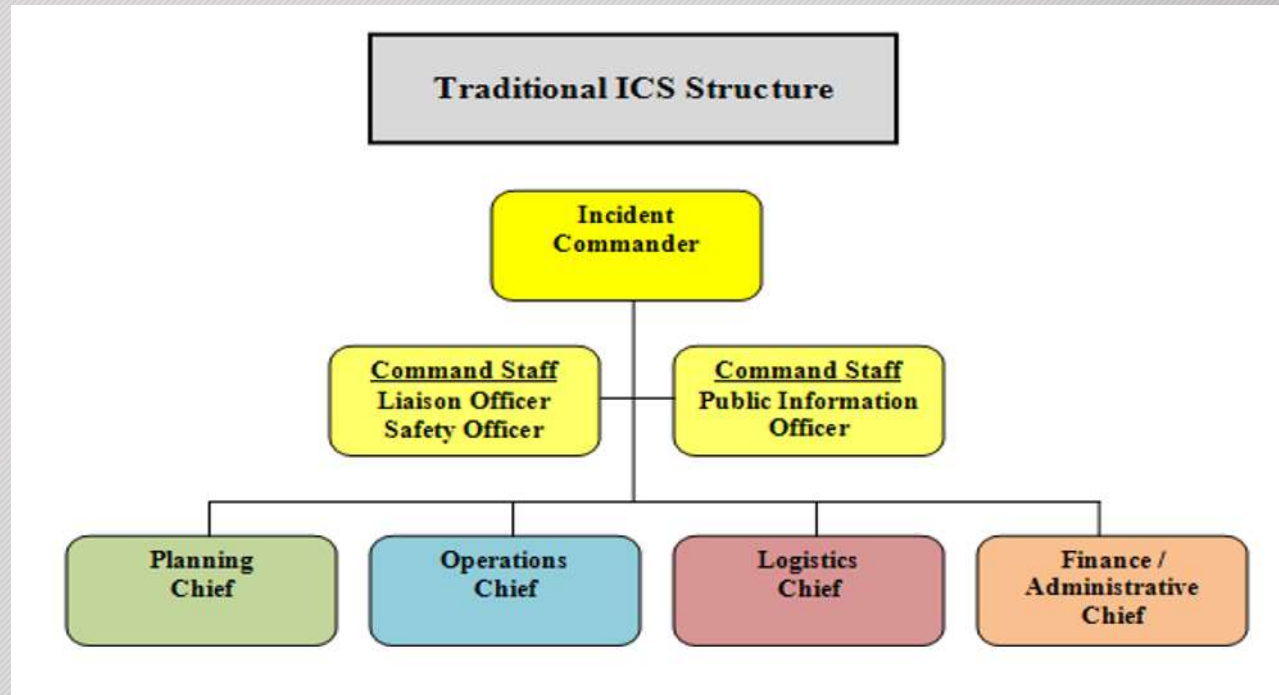 Traditional ICS Structure
Incident
Commander
Command Staff
Liaison Officer
Safety Officer
Command Staff
Public Information
Officer
Planning
Chief
Operations
Chief
Logistics
Chief
Finance /
Administrative
Chief